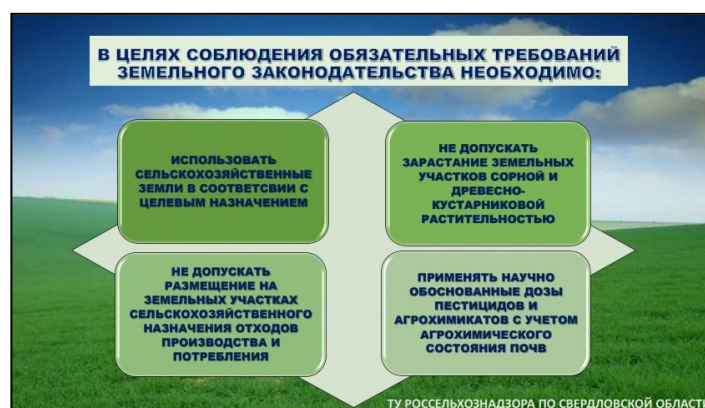 В ЦЕЛЯХ СОБЛЮДЕНИЯ ОБЯЗАТЕЛЬНЫХ ТРЕБОВАНИЙ
ЗЕМЕЛЬНОГО ЗАКОНОДАТЕЛЬСТВА НЕОБХОДИМО:
ИСПОЛЬЗОВАТЬ
СЕЛЬСКОХОЗЯЙСТВЕННЫЕ
ЗЕМЛИ В СООТВЕТСВИИ С
ЦЕЛЕВЫМ НАЗНАЧЕНИЕМ
НЕ ДОПУСКАТЬ
ЗАРАСТАНИЕ ЗЕМЕЛЬНЫХ
УЧАСТКОВ СОРНОЙ И
ДРЕВЕСНО-
КУСТАРНИКОВОЙ
РАСТИТЕЛЬНОСТЬЮ
НЕ ДОПУСКАТЬ
РАЗМЕЩЕНИЕ НА
ЗЕМЕЛЬНЫХ УЧАСТКАХ
СЕЛЬСКОХОЗЯЙСТВЕННОГО
НАЗНАЧЕНИЯ ОТХОДОВ
ПРОИЗВОДСТВА И
ПОТРЕБЛЕНИЯ
ПРИМЕНЯТЬ НАУЧНО
ОБОСНОВАННЫЕ ДОЗЫ
ПЕСТИЦИДОВ И
АГРОХИМИКАТОВ С УЧЕТОМ
АГРОХИМИЧЕСКОГО
СОСТОЯНИЯ ПОЧВ
ТУ РОССЕЛЬХОЗНАДЗОРА ПО СВЕРДЛОВСКОЙ ОБЛАСТИ